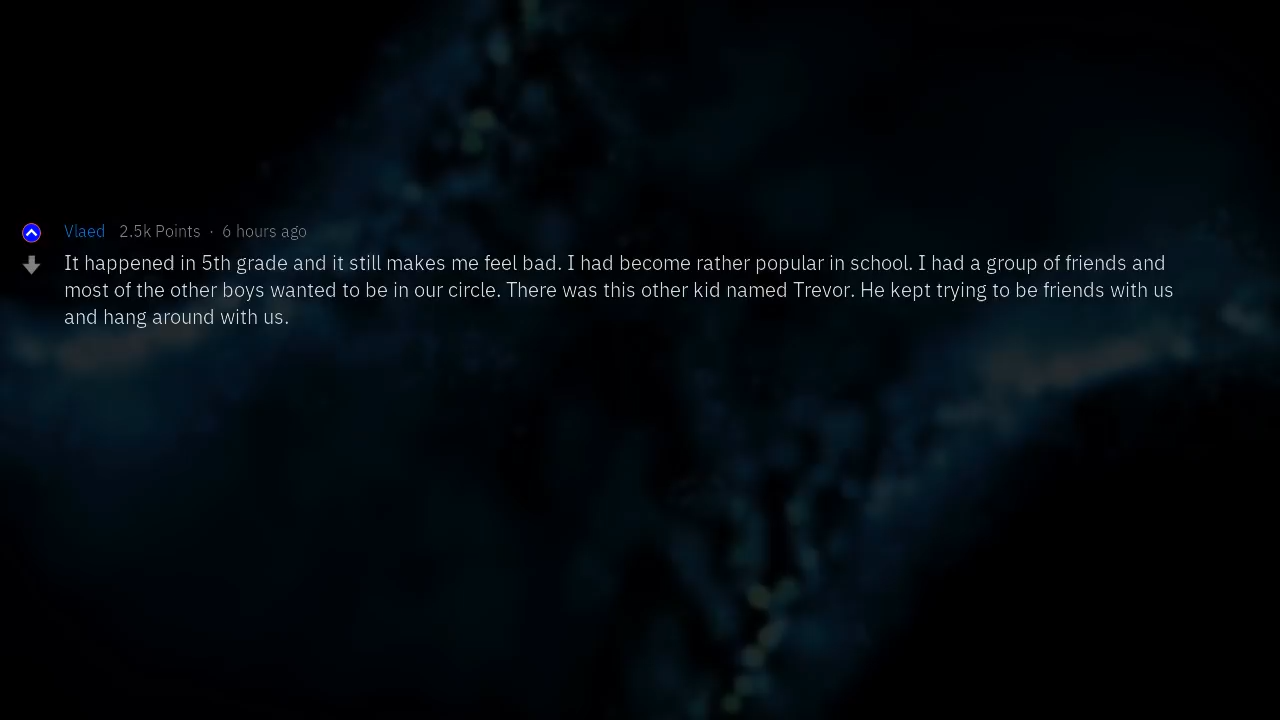 Vlaed 2.5k Points · 6 hours ago
It happened in 5th grade and it still makes me feel bad. I had become rather popular in school. I had a group of friends and
most of the other boys wanted to be in our circle. There was this other kid named Trevor. He kept trying to be friends with us
and hang around with us.